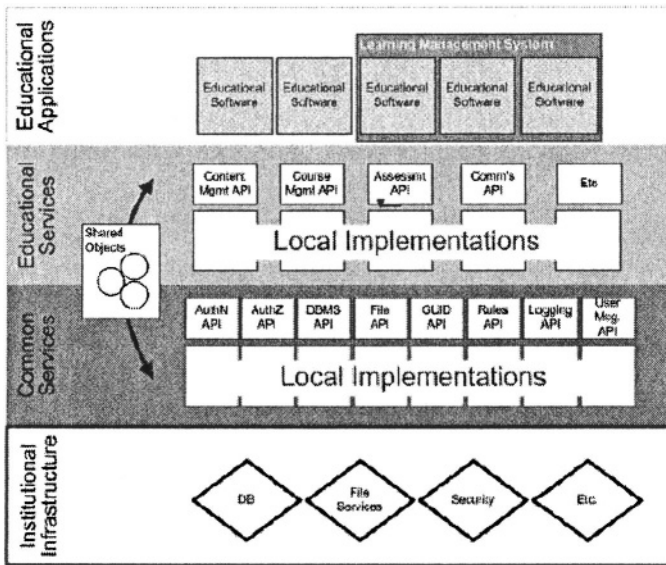 Educational
Applications
Learning Management System
Educational
Software
Educational
Software
Educational
Software
Educational
Software
Educational
Software
Educational
Services
Content
Mgmt API
Course
Mgmt API
Assessmt
API
Comm's
API
Etc
Shared
Objects
Local Implementations
Common
Services
AuthN
API
AuthZ
API
DBMS
API
File
API
GUID
API
Rules
API
Logging
API
User
Msg.
API
Local Implementations
Institutional
Infrastructure
DB
File
Services
Security
Etc.